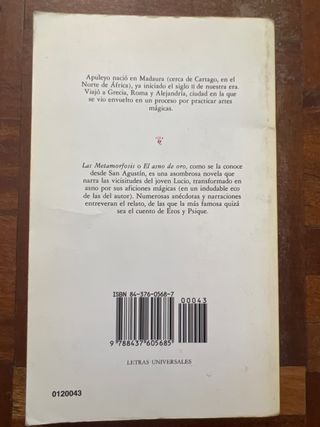 Apuleyo nació en Madaura (cerca de Cartago, en el
Norte de África), ya iniciado el siglo II de nuestra era.
Viajó a Grecia, Roma y Alejandría, ciudad en la que
se vio envuelto en un proceso por practicar artes
mágicas.
Las Metamorfosis o El asno de oro, como se la conoce
desde San Agustín, es una asombrosa novela que
narra las vicisitudes del joven Lucio, transformado en
asno por sus aficiones mágicas (en un indudable eco
de las del autor). Numerosas anécdotas y narraciones
entreveran el relato, de las que la más famosa quizá
sea el cuento de Eros y Psique.
ISBN 84-376-0568-7
00043
9 788437 605685
LETRAS UNIVERSALES
0120043